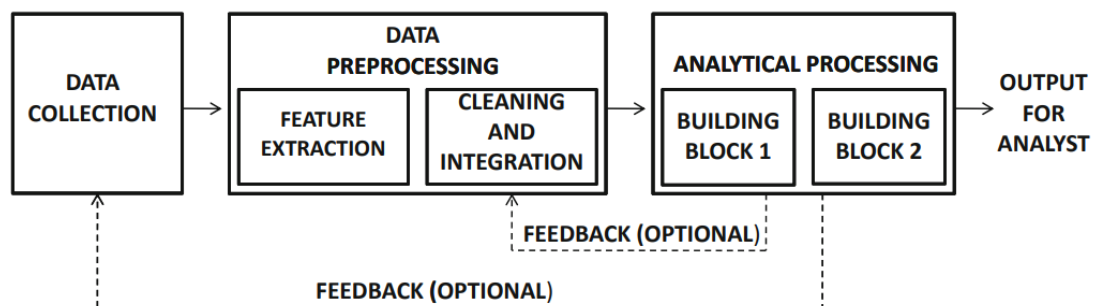 DATA
COLLECTION
DATA
PREPROCESSING
FEATURE
EXTRACTION
CLEANING
AND
INTEGRATION
ANALYTICAL PROCESSING
BUILDING
BLOCK 1
BUILDING
BLOCK 2
OUTPUT
FOR
ANALYST
FEEDBACK (OPTIONAL)
FEEDBACK (OPTIONAL)